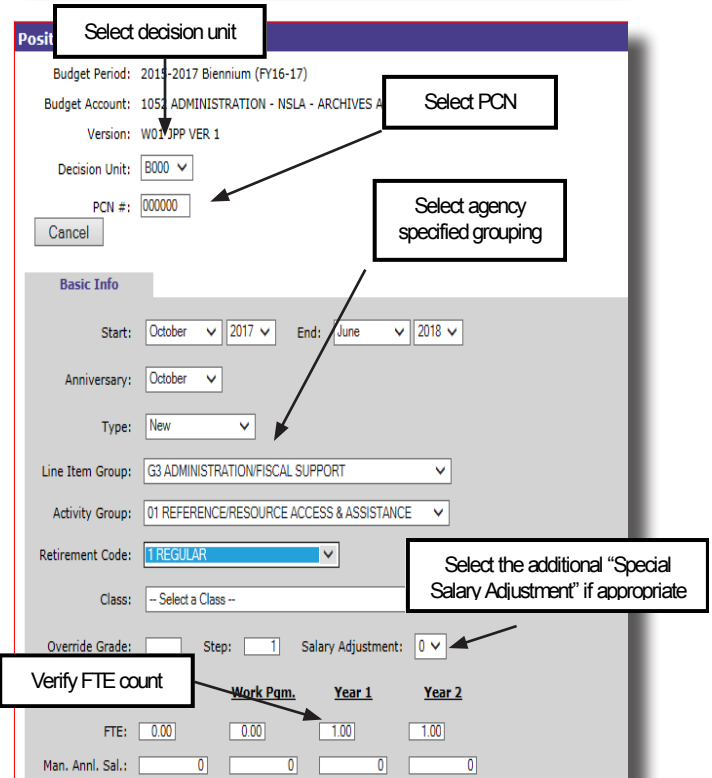 Posit
Select decision unit
Budget Period: 2015-2017 Biennium (FY16-17)
Budget Account: 1052 ADMINISTRATION - NSLA - ARCHIVES A
Select PCN
Version: W01 JPP VER 1
Decision Unit: B000
PCN #: 000000
Select agency
specified grouping
Cancel
Basic Info
Start: October 2017 End: June 2018
Anniversary: October
Type: New
Line Item Group: G3 ADMINISTRATION/FISCAL SUPPORT
Activity Group: 01 REFERENCE/RESOURCE ACCESS & ASSISTANCE
Retirement Code: 1 REGULAR
Select the additional “Special
Salary Adjustment” if appropriate
Class: -- Select a Class --
Override Grade: Step: 1 Salary Adjustment: 0
Verify FTE count
Work Pgm. Year 1 Year 2
FTE: 0.00 0.00 1.00 1.00
Man. Annl. Sal.: 0 0 0 0